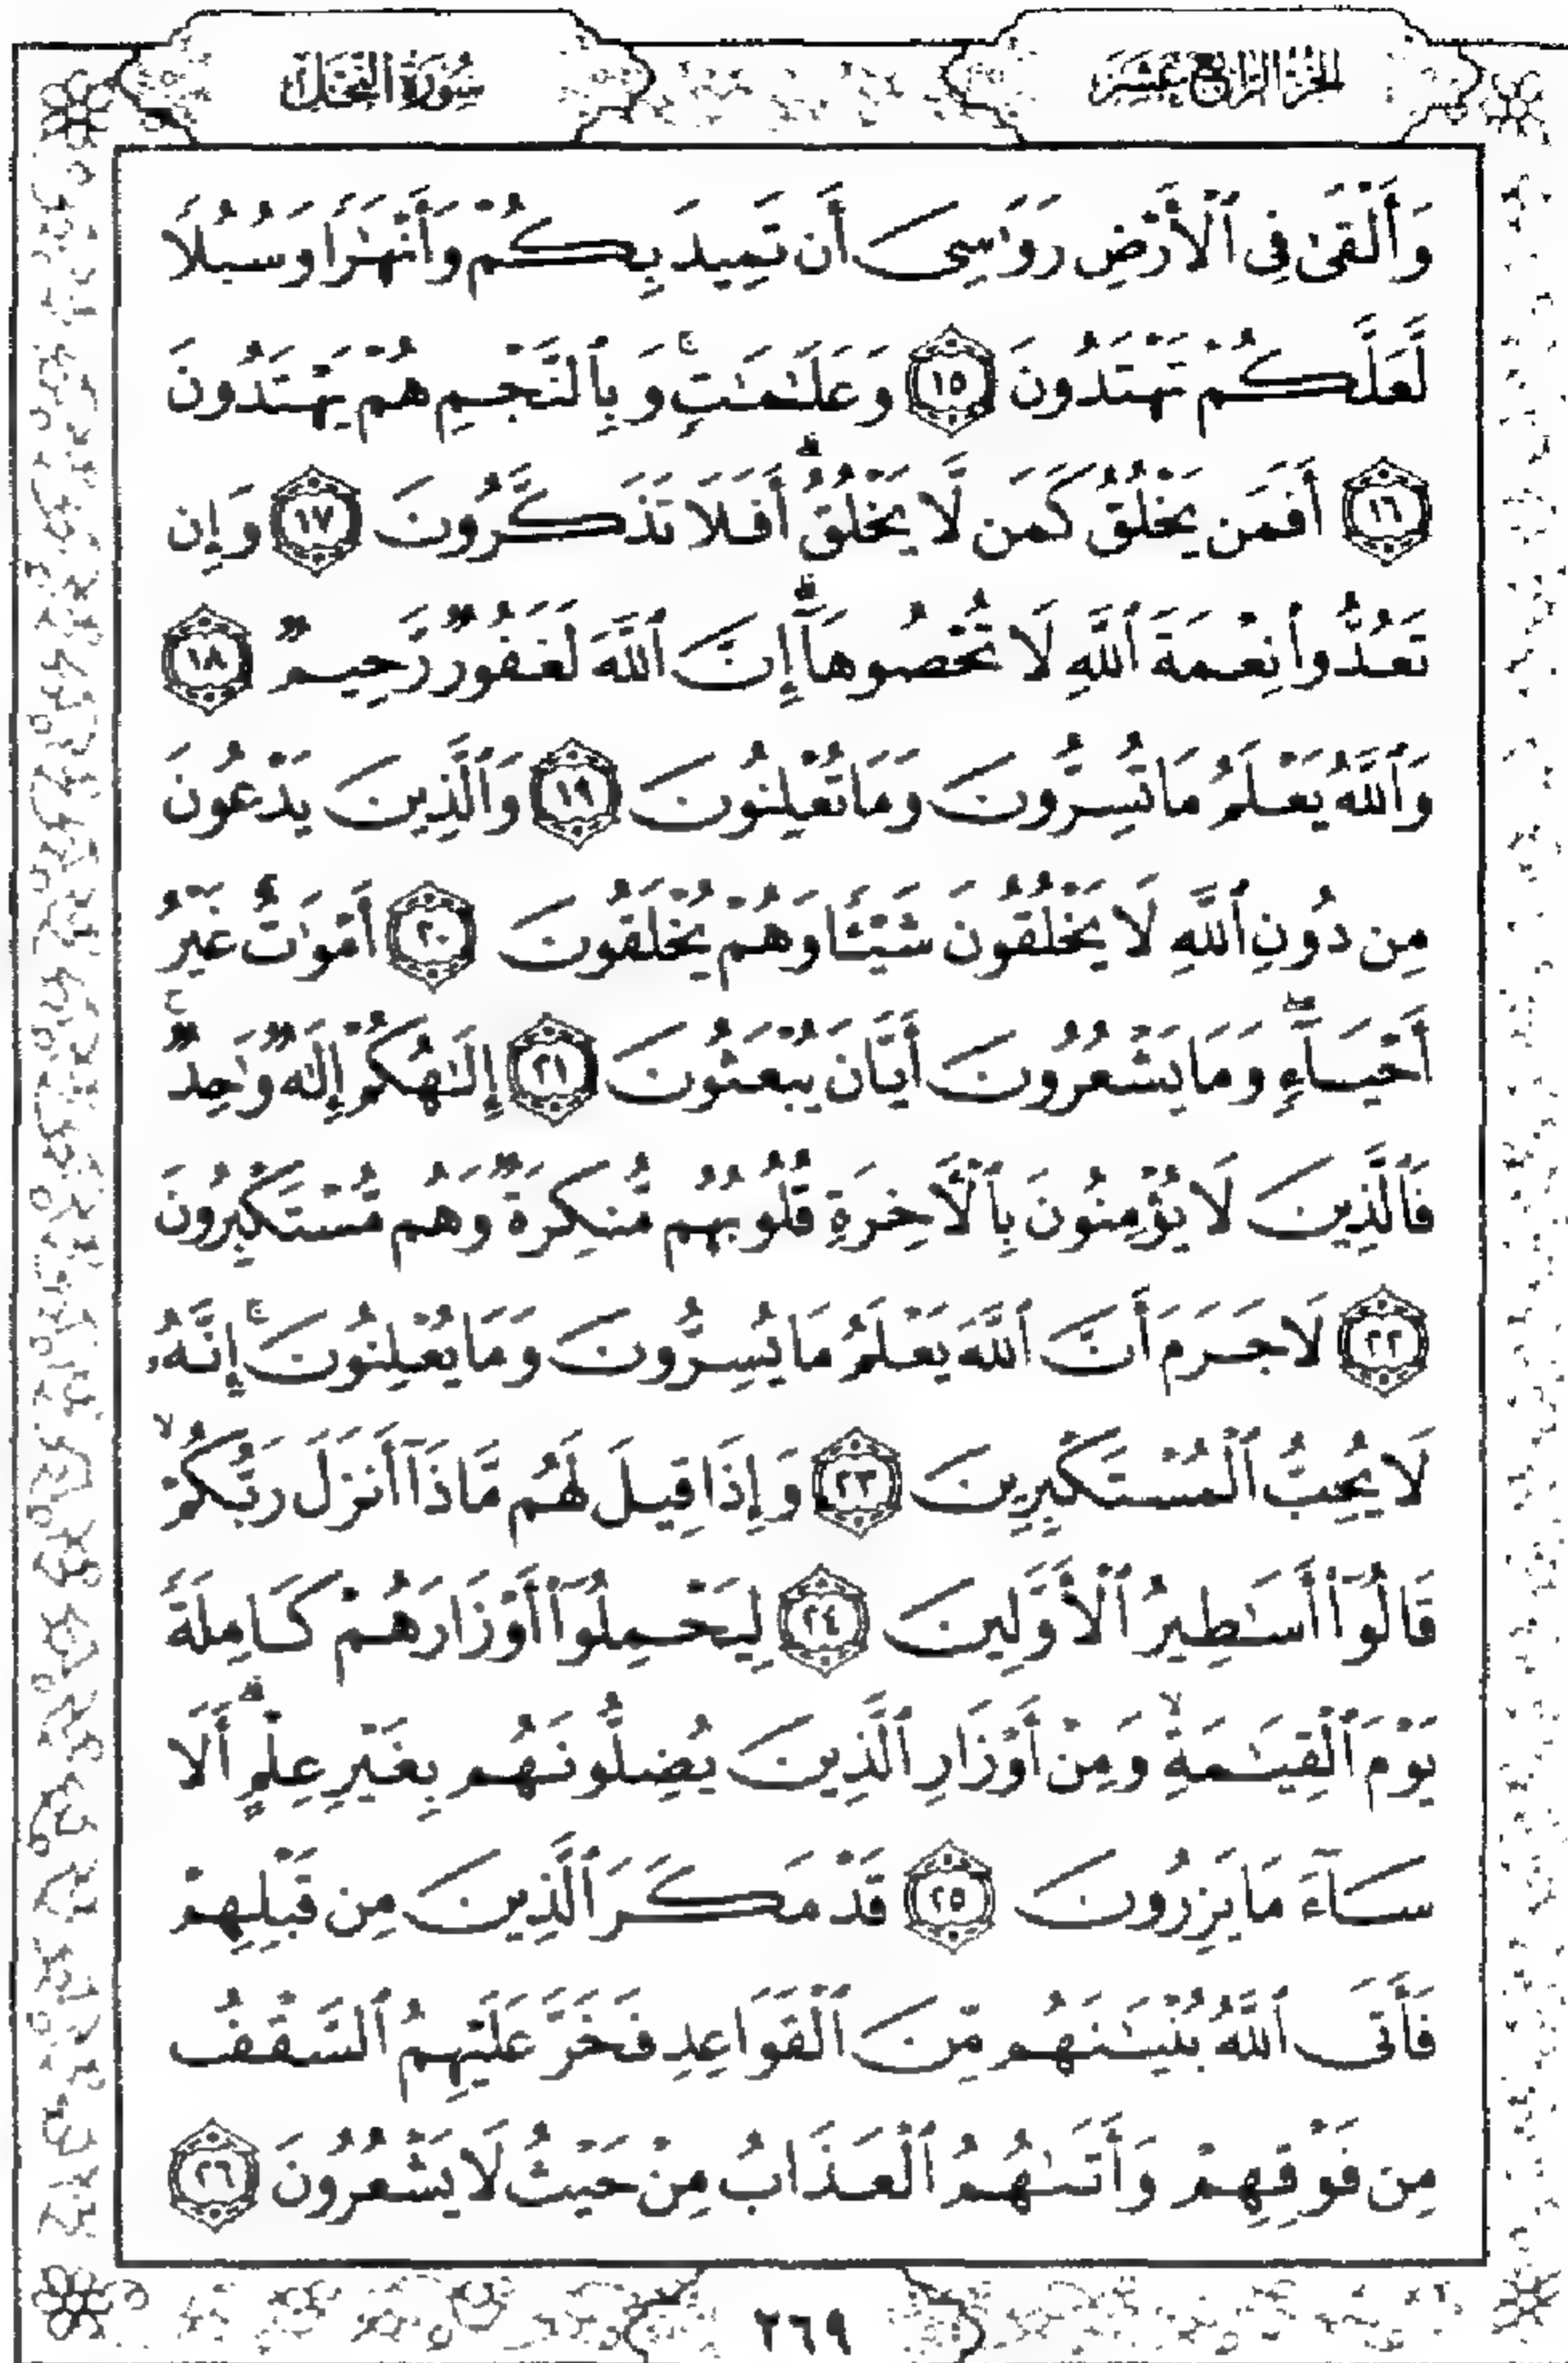 الجزء الرابع عشر
سورة النحل
وَأَلْقَىٰ فِى ٱلْأَرْضِ رَوَٰسِىَ أَن تَمِيدَ بِكُمْ وَأَنْهَٰرًا وَسُبُلًا
لَّعَلَّكُمْ تَهْتَدُونَ ١٥ وَعَلَٰمَٰتٍۚ وَبِٱلنَّجْمِ هُمْ يَهْتَدُونَ
١٦ أَفَمَن يَخْلُقُ كَمَن لَّا يَخْلُقُۗ أَفَلَا تَذَكَّرُونَ ١٧ وَإِن
تَعُدُّوا۟ نِعْمَةَ ٱللَّهِ لَا تُحْصُوهَآۗ إِنَّ ٱللَّهَ لَغَفُورٌ رَّحِيمٌ ١٨
وَٱللَّهُ يَعْلَمُ مَا تُسِرُّونَ وَمَا تُعْلِنُونَ ١٩ وَٱلَّذِينَ يَدْعُونَ
مِن دُونِ ٱللَّهِ لَا يَخْلُقُونَ شَيْـًٔا وَهُمْ يُخْلَقُونَ ٢٠ أَمْوَٰتٌ غَيْرُ
أَحْيَآءٍۖ وَمَا يَشْعُرُونَ أَيَّانَ يُبْعَثُونَ ٢١ إِلَٰهُكُمْ إِلَٰهٌ وَٰحِدٌۚ
فَٱلَّذِينَ لَا يُؤْمِنُونَ بِٱلْـَٔاخِرَةِ قُلُوبُهُم مُّنكِرَةٌ وَهُم مُّسْتَكْبِرُونَ
٢٢ لَا جَرَمَ أَنَّ ٱللَّهَ يَعْلَمُ مَا يُسِرُّونَ وَمَا يُعْلِنُونَۚ إِنَّهُۥ
لَا يُحِبُّ ٱلْمُسْتَكْبِرِينَ ٢٣ وَإِذَا قِيلَ لَهُم مَّاذَآ أَنزَلَ رَبُّكُمْۙ
قَالُوٓا۟ أَسَٰطِيرُ ٱلْأَوَّلِينَ ٢٤ لِيَحْمِلُوٓا۟ أَوْزَارَهُمْ كَامِلَةً
يَوْمَ ٱلْقِيَٰمَةِۙ وَمِنْ أَوْزَارِ ٱلَّذِينَ يُضِلُّونَهُم بِغَيْرِ عِلْمٍۗ أَلَا
سَآءَ مَا يَزِرُونَ ٢٥ قَدْ مَكَرَ ٱلَّذِينَ مِن قَبْلِهِمْ
فَأَتَى ٱللَّهُ بُنْيَٰنَهُم مِّنَ ٱلْقَوَاعِدِ فَخَرَّ عَلَيْهِمُ ٱلسَّقْفُ
مِن فَوْقِهِمْ وَأَتَىٰهُمُ ٱلْعَذَابُ مِنْ حَيْثُ لَا يَشْعُرُونَ ٢٦
٢٦٩